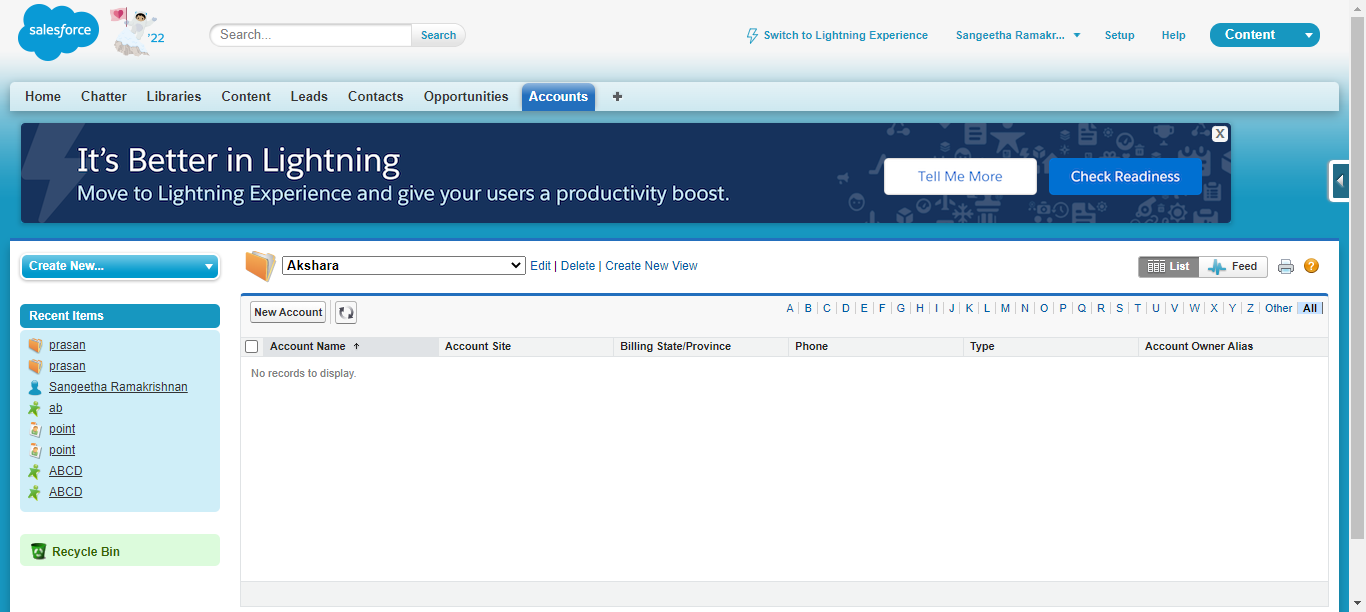 salesforce
'22
Search...
Search
Switch to Lightning Experience
Sangeetha Ramakr...
Setup
Help
Content
Home Chatter Libraries Content Leads Contacts Opportunities Accounts +
It's Better in Lightning
Move to Lightning Experience and give your users a productivity boost.
Tell Me More
Check Readiness
X
Create New...
Akshara
Edit | Delete | Create New View
List
Feed
?
Recent Items
prasan
prasan
Sangeetha Ramakrishnan
ab
point
point
ABCD
ABCD
Recycle Bin
New Account
A | B | C | D | E | F | G | H | I | J | K | L | M | N | O | P | Q | R | S | T | U | V | W | X | Y | Z | Other | All
Account Name ↑ Account Site Billing State/Province Phone Type Account Owner Alias
No records to display.